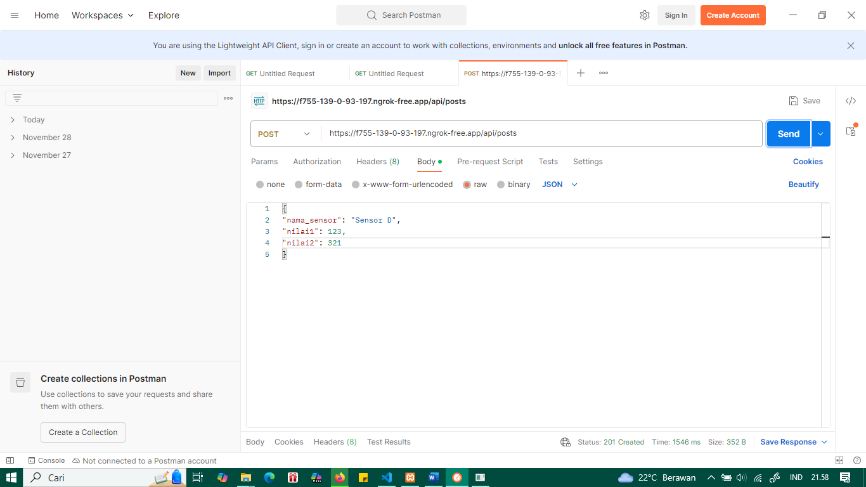 Home Workspaces Explore Search Postman Sign In Create Account
You are using the Lightweight API Client, sign in or create an account to work with collections, environments and unlock all free features in Postman.
History New Import GET Untitled Request GET Untitled Request POST https://f755-139-0-93-1
https://f755-139-0-93-197.ngrok-free.app/api/posts Save
Today
November 28
November 27
POST https://f755-139-0-93-197.ngrok-free.app/api/posts Send
Params Authorization Headers (8) Body Pre-request Script Tests Settings Cookies
none form-data x-www-form-urlencoded raw binary JSON Beautify
1 {
2 "nama_sensor": "Sensor D",
3 "nilai1": 123,
4 "nilai2": 321
5 }
Create collections in Postman
Use collections to save your requests and share
them with others.
Create a Collection
Body Cookies Headers (8) Test Results Status: 201 Created Time: 1546 ms Size: 352 B Save Response
Console Not connected to a Postman account
Cari 22°C Berawan IND 21.58